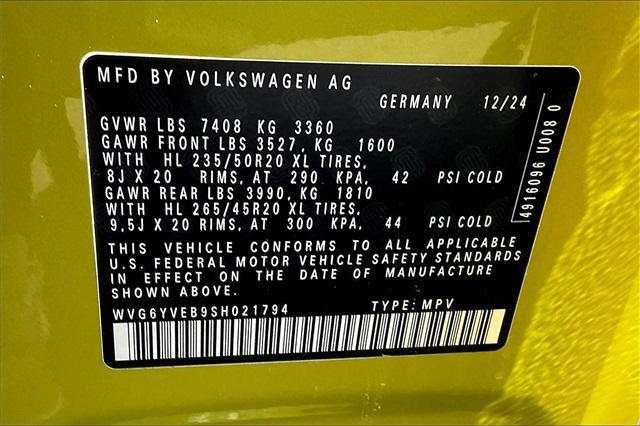 MFD BY VOLKSWAGEN AG
GERMANY 12/24
GVWR LBS 7408 KG 3360
GAWR FRONT LBS 3527, KG 1600
WITH HL 235/50R20 XL TIRES,
8J X 20 RIMS, AT 290 KPA, 42 PSI COLD
GAWR REAR LBS 3990, KG 1810
WITH HL 265/45R20 XL TIRES,
9,5J X 20 RIMS, AT 300 KPA, 44 PSI COLD
THIS VEHICLE CONFORMS TO ALL APPLICABLE
U.S. FEDERAL MOTOR VEHICLE SAFETY STANDARDS
IN EFFECT ON THE DATE OF MANUFACTURE
SHOWN ABOVE.
WVG6YVEB9SH021794 TYPE: MPV
4916096 U008 0